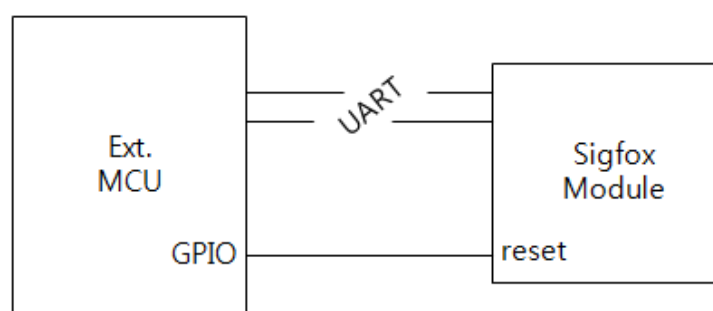 UART
Ext.
MCU
Sigfox
Module
GPIO
reset